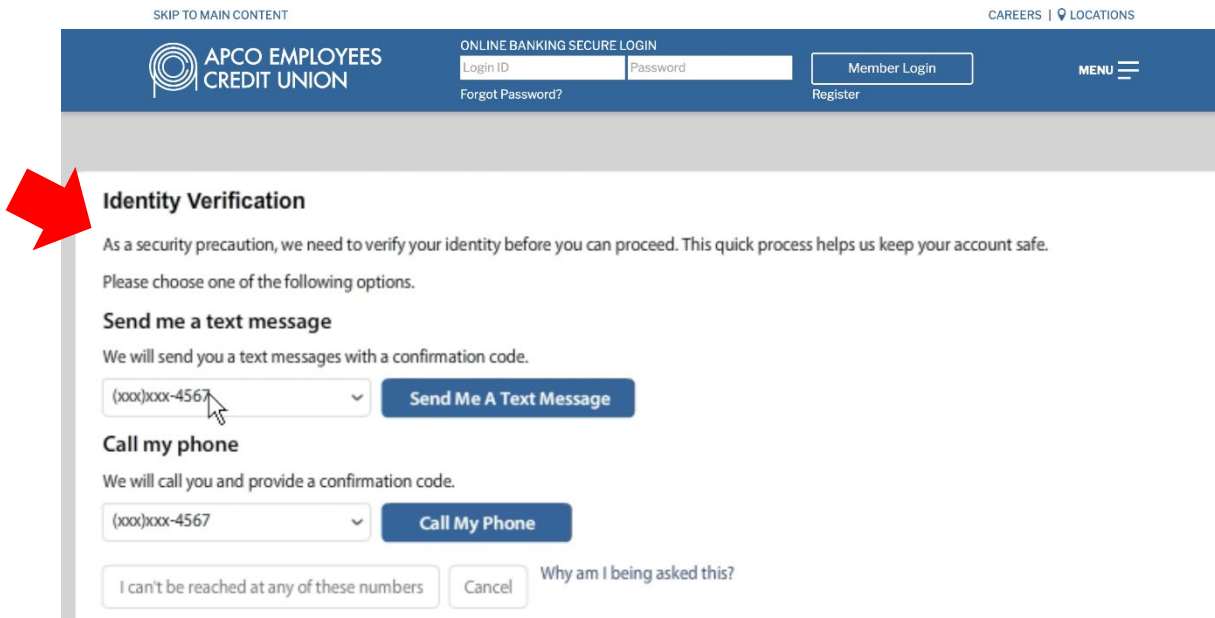 SKIP TO MAIN CONTENT
CAREERS | LOCATIONS
APCO EMPLOYEES
CREDIT UNION
ONLINE BANKING SECURE LOGIN
Login ID
Password
Member Login
MENU
Forgot Password?
Register
Identity Verification
As a security precaution, we need to verify your identity before you can proceed. This quick process helps us keep your account safe.
Please choose one of the following options.
Send me a text message
We will send you a text messages with a confirmation code.
(xxx)xxx-4567
Send Me A Text Message
Call my phone
We will call you and provide a confirmation code.
(xxx)xxx-4567
Call My Phone
I can't be reached at any of these numbers
Cancel
Why am I being asked this?